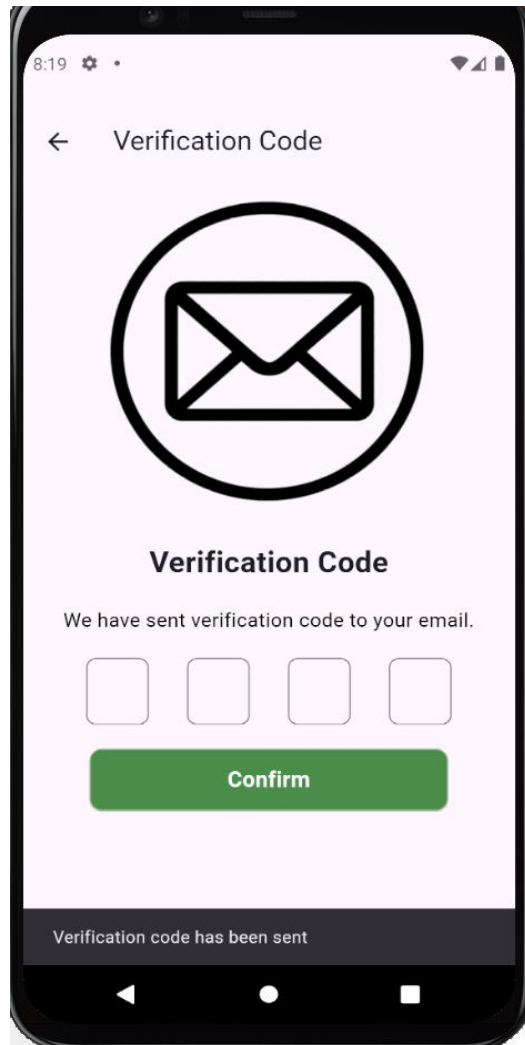 8:19
Verification Code
Verification Code
We have sent verification code to your email.
Confirm
Verification code has been sent